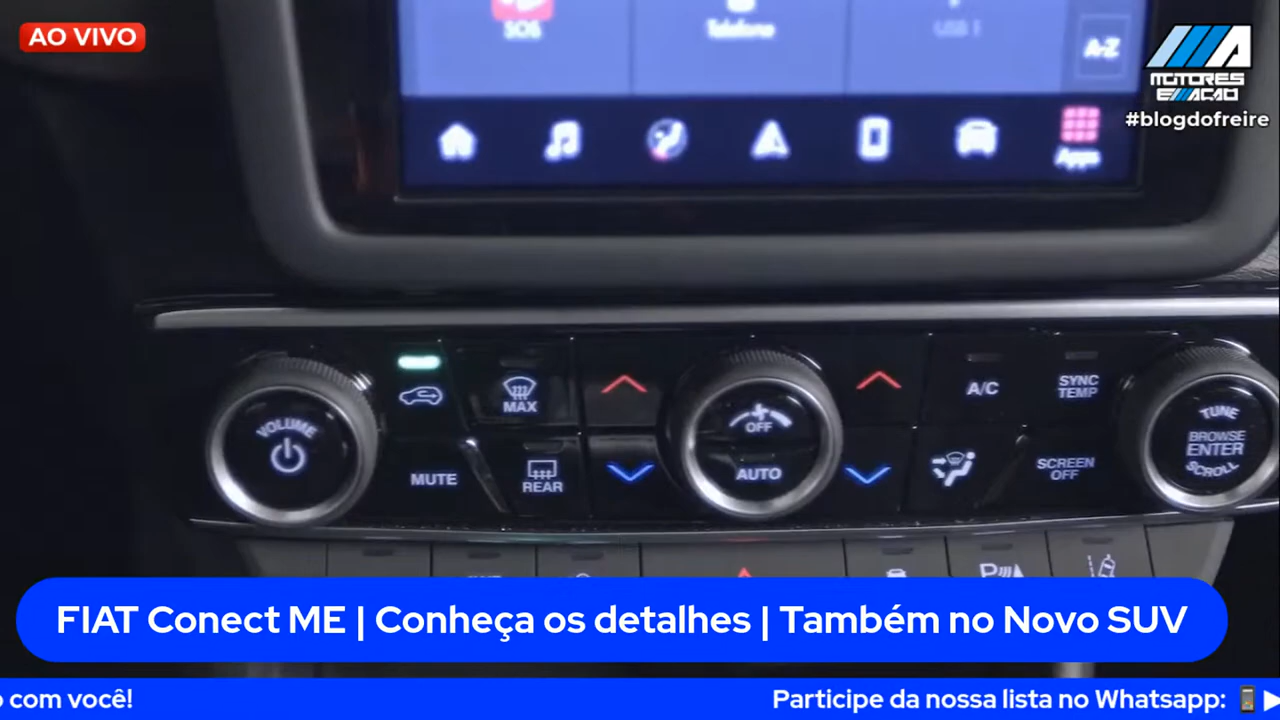 AO VIVO
SOS
Telefone
USB 1
A-Z
MOTORES
EM AÇÃO
#blogdofreire
Apps
VOLUME
MAX
OFF
A/C
SYNC
TEMP
TUNE
BROWSE
ENTER
SCROLL
MUTE
REAR
AUTO
SCREEN
OFF
P
FIAT Conect ME | Conheça os detalhes | Também no Novo SUV
o com você!
Participe da nossa lista no Whatsapp: